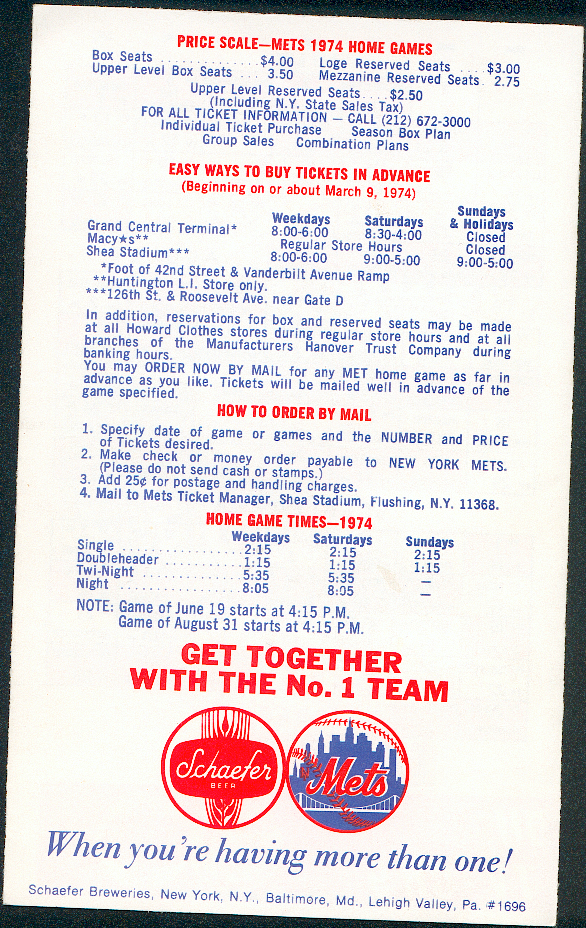 PRICE SCALE—METS 1974 HOME GAMES
Box Seats ..............$4.00 Loge Reserved Seats ....$3.00
Upper Level Box Seats ... 3.50 Mezzanine Reserved Seats. 2.75
Upper Level Reserved Seats....$2.50
(Including N.Y. State Sales Tax)
FOR ALL TICKET INFORMATION — CALL (212) 672-3000
Individual Ticket Purchase Season Box Plan
Group Sales Combination Plans
EASY WAYS TO BUY TICKETS IN ADVANCE
(Beginning on or about March 9, 1974)
Weekdays Saturdays Sundays & Holidays
Grand Central Terminal* 8:00-6:00 8:30-4:00 Closed
Macy★s** Regular Store Hours Closed
Shea Stadium*** 8:00-6:00 9:00-5:00 9:00-5:00
*Foot of 42nd Street & Vanderbilt Avenue Ramp
**Huntington L.I. Store only.
***126th St. & Roosevelt Ave. near Gate D
In addition, reservations for box and reserved seats may be made
at all Howard Clothes stores during regular store hours and at all
branches of the Manufacturers Hanover Trust Company during
banking hours.
You may ORDER NOW BY MAIL for any MET home game as far in
advance as you like. Tickets will be mailed well in advance of the
game specified.
HOW TO ORDER BY MAIL
1. Specify date of game or games and the NUMBER and PRICE
of Tickets desired.
2. Make check or money order payable to NEW YORK METS.
(Please do not send cash or stamps.)
3. Add 25¢ for postage and handling charges.
4. Mail to Mets Ticket Manager, Shea Stadium, Flushing, N.Y. 11368.
HOME GAME TIMES—1974
Weekdays Saturdays Sundays
Single ................2:15 2:15 2:15
Doubleheader ..........1:15 1:15 1:15
Twi-Night .............5:35 5:35 —
Night ................8:05 8:05 —
NOTE: Game of June 19 starts at 4:15 P.M.
Game of August 31 starts at 4:15 P.M.
GET TOGETHER
WITH THE No. 1 TEAM
Schaefer
BEER
Mets
When you're having more than one!
Schaefer Breweries, New York, N.Y., Baltimore, Md., Lehigh Valley, Pa. #1696